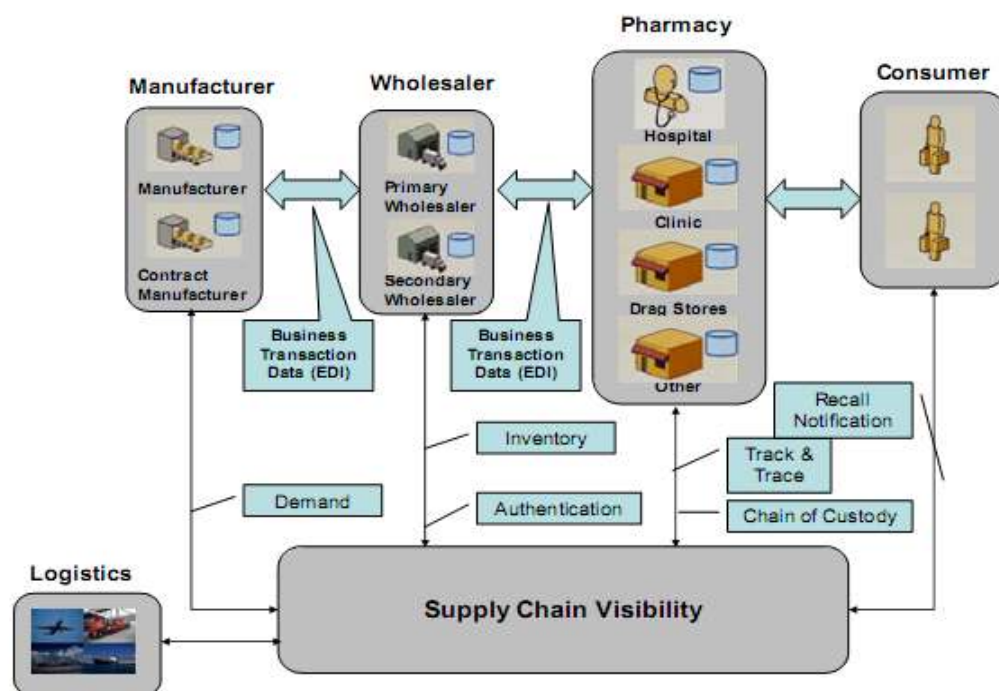 Pharmacy
Manufacturer
Wholesaler
Consumer
Hospital
Manufacturer
Primary
Wholesaler
Clinic
Contract
Manufacturer
Secondary
Wholesaler
Drag Stores
Other
Business
Transaction
Data (EDI)
Business
Transaction
Data (EDI)
Recall
Notification
Inventory
Track &
Trace
Demand
Authentication
Chain of Custody
Logistics
Supply Chain Visibility